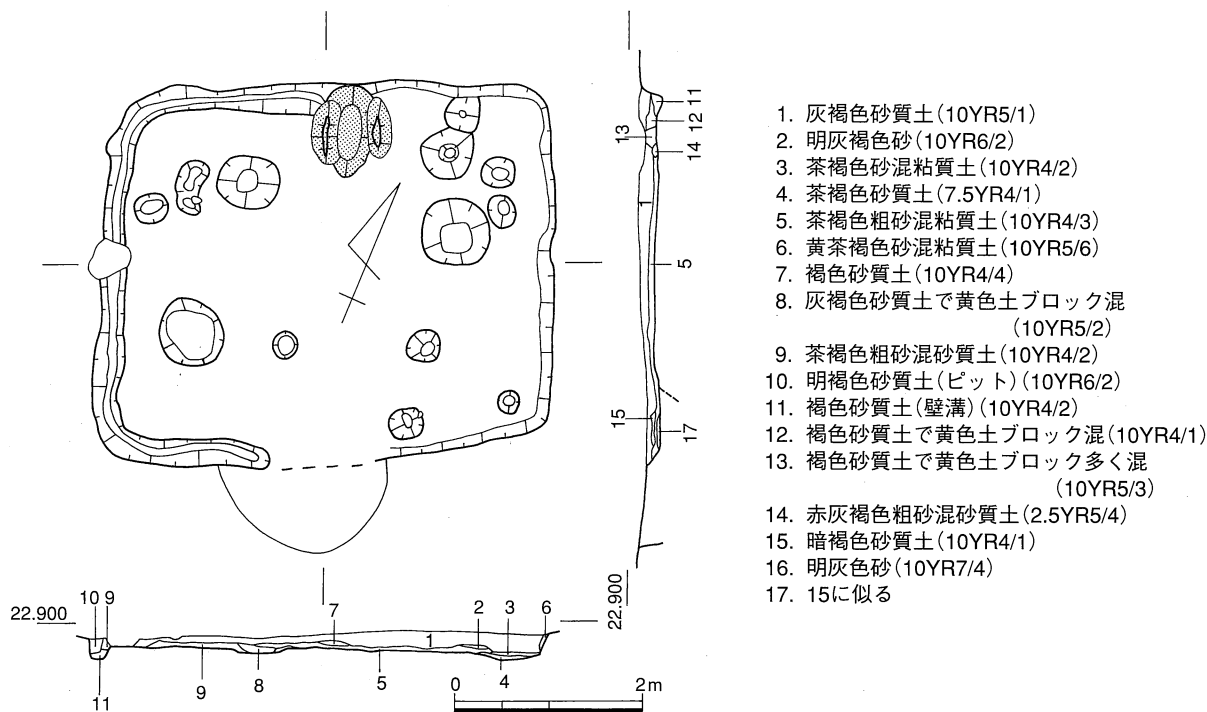 11
12
13
14
5
15
17
22.900
10 9
7
2
3
6
22.900
1
9
8
5
4
11
0
2m
1. 灰褐色砂質土(10YR5/1)
2. 明灰褐色砂(10YR6/2)
3. 茶褐色砂混粘質土(10YR4/2)
4. 茶褐色砂質土(7.5YR4/1)
5. 茶褐色粗砂混粘質土(10YR4/3)
6. 黄茶褐色砂混粘質土(10YR5/6)
7. 褐色砂質土(10YR4/4)
8. 灰褐色砂質土で黄色土ブロック混
(10YR5/2)
9. 茶褐色粗砂混砂質土(10YR4/2)
10. 明褐色砂質土(ピット)(10YR6/2)
11. 褐色砂質土(壁溝)(10YR4/2)
12. 褐色砂質土で黄色土ブロック混(10YR4/1)
13. 褐色砂質土で黄色土ブロック多く混
(10YR5/3)
14. 赤灰褐色粗砂混砂質土(2.5YR5/4)
15. 暗褐色砂質土(10YR4/1)
16. 明灰色砂(10YR7/4)
17. 15に似る